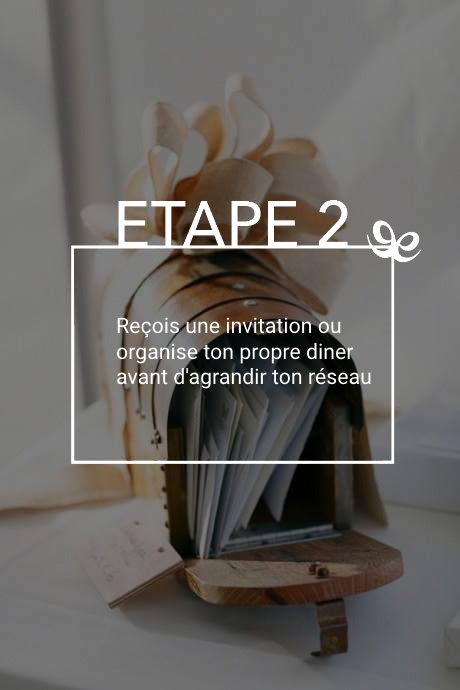 ETAPE 2
Reçois une invitation ou
organise ton propre diner
avant d'agrandir ton réseau